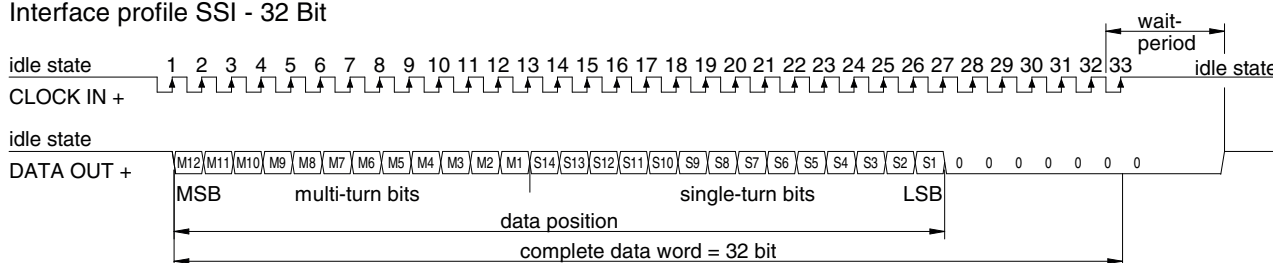 Interface profile SSI - 32 Bit
wait-
period
idle state 1 2 3 4 5 6 7 8 9 10 11 12 13 14 15 16 17 18 19 20 21 22 23 24 25 26 27 28 29 30 31 32 33 idle state
CLOCK IN +
idle state
DATA OUT + M12 M11 M10 M9 M8 M7 M6 M5 M4 M3 M2 M1 S14 S13 S12 S11 S10 S9 S8 S7 S6 S5 S4 S3 S2 S1 0 0 0 0 0 0 0
MSB multi-turn bits single-turn bits LSB
data position
complete data word = 32 bit